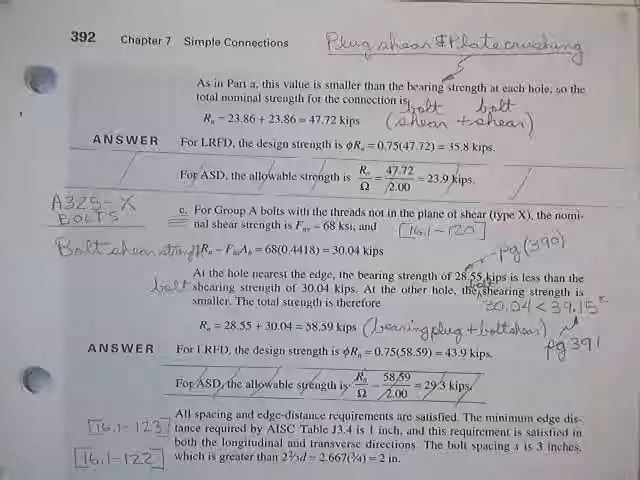 392 Chapter 7 Simple Connections Plug shear & Plate crushing
As in Part a, this value is smaller than the bearing strength at each hole, so the
total nominal strength for the connection is
bolt bolt
Rₙ = 23.86 + 23.86 = 47.72 kips (shear + shear)
ANSWER For LRFD, the design strength is ϕRₙ = 0.75(47.72) = 35.8 kips.
For ASD, the allowable strength is Rₙ/Ω = 47.72/2.00 = 23.9 kips.
A325-X
BOLTS
c. For Group A bolts with the threads not in the plane of shear (type X), the nomi-
nal shear strength is Fₙᵥ = 68 ksi, and [16.1-120]
pg (390)
Bolt shear strength Rₙ = FₙᵥA_b = 68(0.4418) = 30.04 kips
At the hole nearest the edge, the bearing strength of 28.55 kips is less than the
bolt shearing strength of 30.04 kips. At the other hole, the bolt shearing strength is
smaller. The total strength is therefore 30.04 < 39.15ᵏ
Rₙ = 28.55 + 30.04 = 58.59 kips (bearing plug + bolt shear)
pg 391
ANSWER For LRFD, the design strength is ϕRₙ = 0.75(58.59) = 43.9 kips.
For ASD, the allowable strength is Rₙ/Ω = 58.59/2.00 = 29.3 kips.
All spacing and edge-distance requirements are satisfied. The minimum edge dis-
[16.1-123] tance required by AISC Table J3.4 is 1 inch, and this requirement is satisfied in
both the longitudinal and transverse directions. The bolt spacing s is 3 inches,
[16.1-122] which is greater than 2⅔d = 2.667(¾) = 2 in.